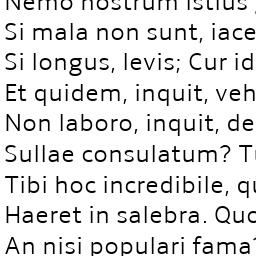 Nemo nostrum istius
Si mala non sunt, iace
Si longus, levis; Cur id
Et quidem, inquit, veh
Non laboro, inquit, de
Sullae consulatum? Tu
Tibi hoc incredibile, qu
Haeret in salebra. Quo
An nisi populari fama?